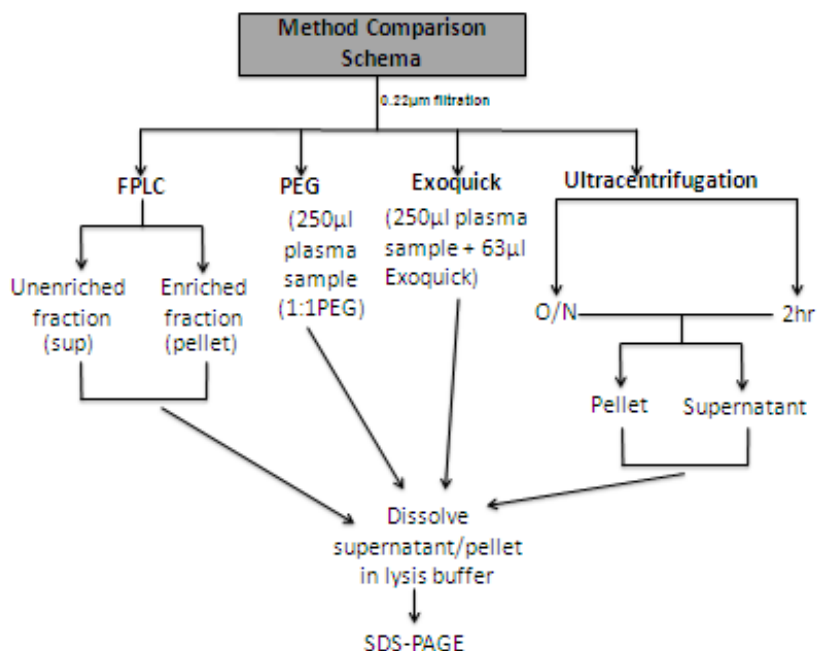 Method Comparison
Schema
0.22µm filtration
FPLC
PEG
Exoquick
Ultracentrifugation
(250µl
plasma
sample
(1:1PEG)
(250µl plasma
sample + 63µl
Exoquick)
Unenriched
fraction
(sup)
Enriched
fraction
(pellet)
O/N
2hr
Pellet
Supernatant
Dissolve
supernatant/pellet
in lysis buffer
SDS-PAGE